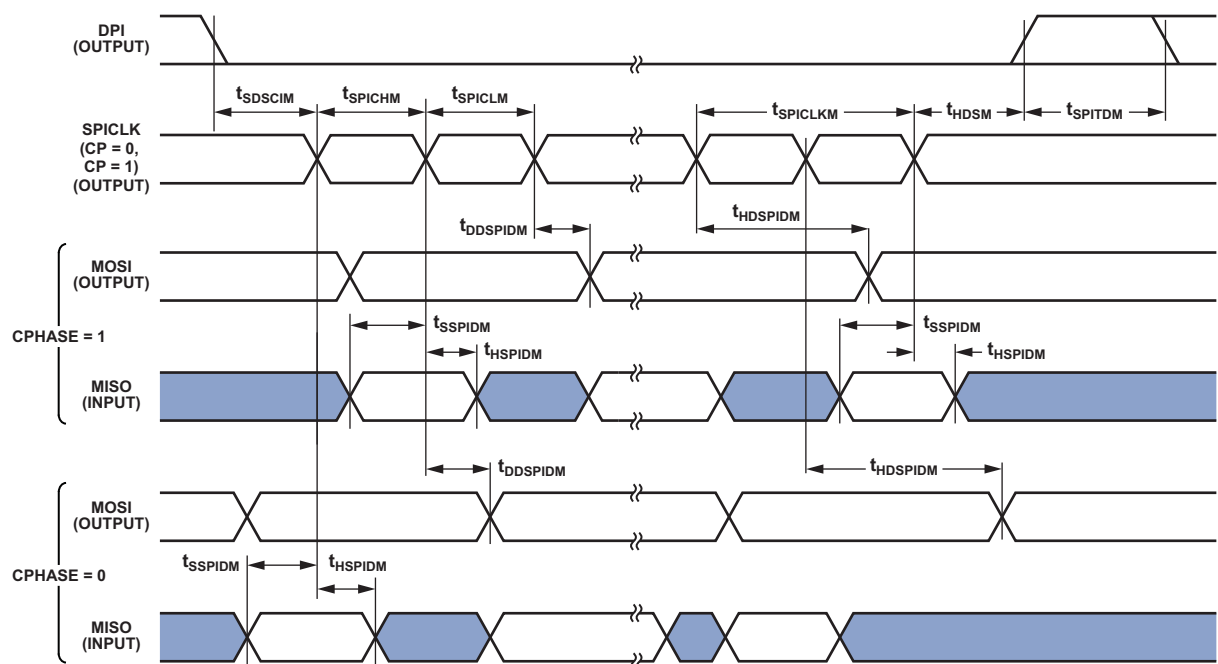 DPI
(OUTPUT)
tSDSCIM
tSPICHM
tSPICLM
tSPICLKM
tHDSM
tSPITDM
SPICLK
(CP = 0,
CP = 1)
(OUTPUT)
tDDSPIDM
tHDSPIDM
MOSI
(OUTPUT)
CPHASE = 1
tSSPIDM
tSSPIDM
tHSPIDM
tHSPIDM
MISO
(INPUT)
tDDSPIDM
tHDSPIDM
MOSI
(OUTPUT)
tSSPIDM
tHSPIDM
CPHASE = 0
MISO
(INPUT)